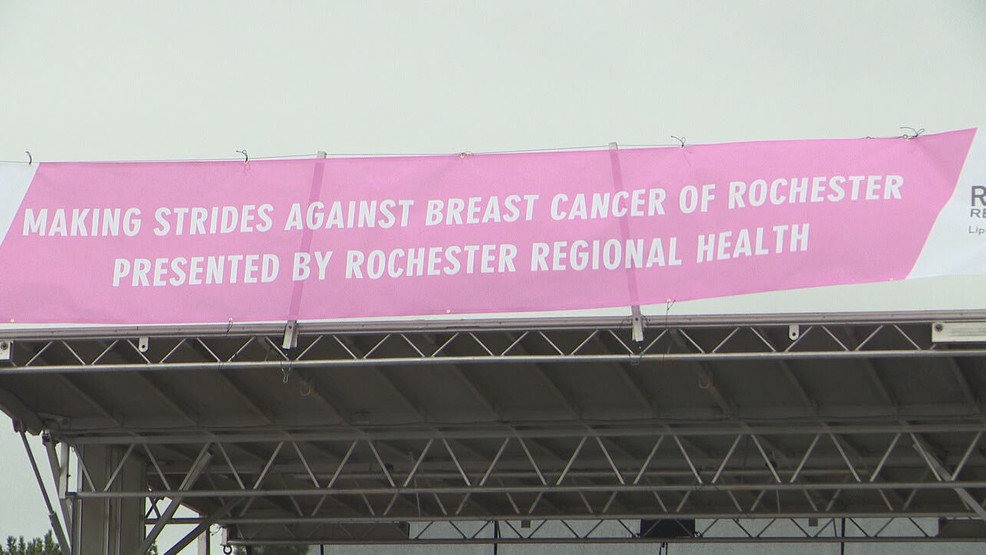 MAKING STRIDES AGAINST BREAST CANCER OF ROCHESTER
PRESENTED BY ROCHESTER REGIONAL HEALTH